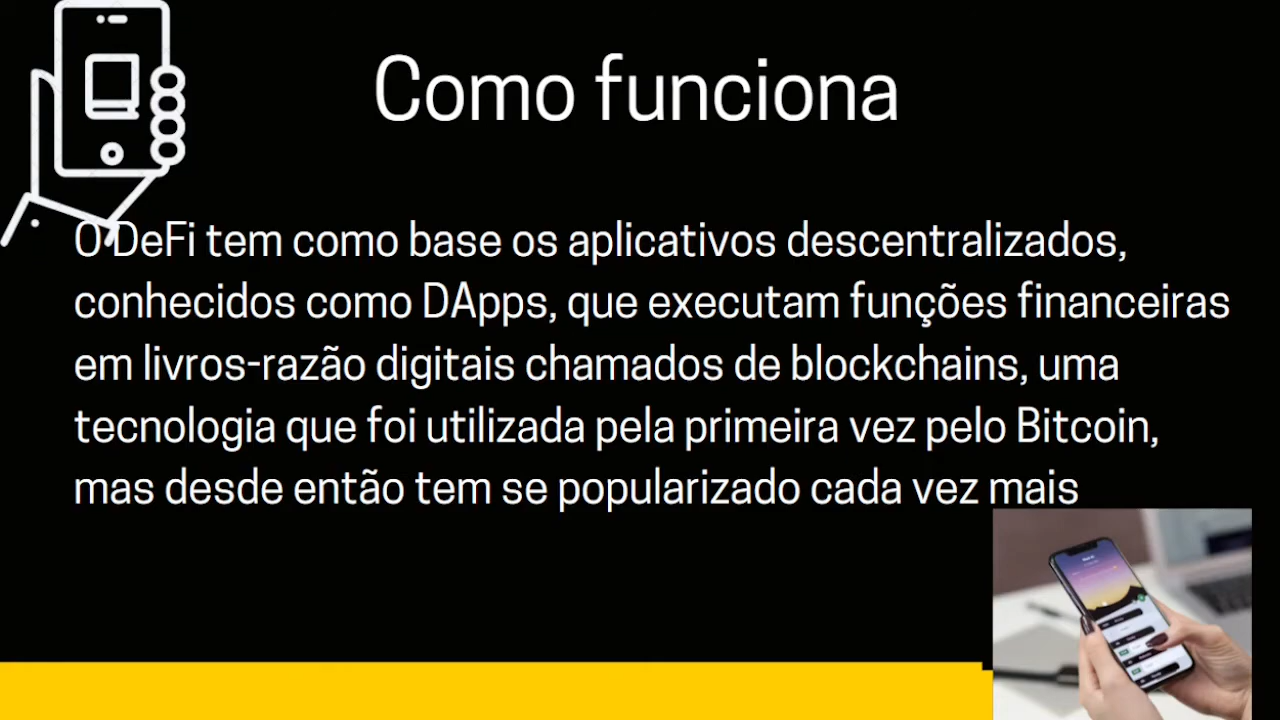 Como funciona
O DeFi tem como base os aplicativos descentralizados,
conhecidos como DApps, que executam funções financeiras
em livros-razão digitais chamados de blockchains, uma
tecnologia que foi utilizada pela primeira vez pelo Bitcoin,
mas desde então tem se popularizado cada vez mais